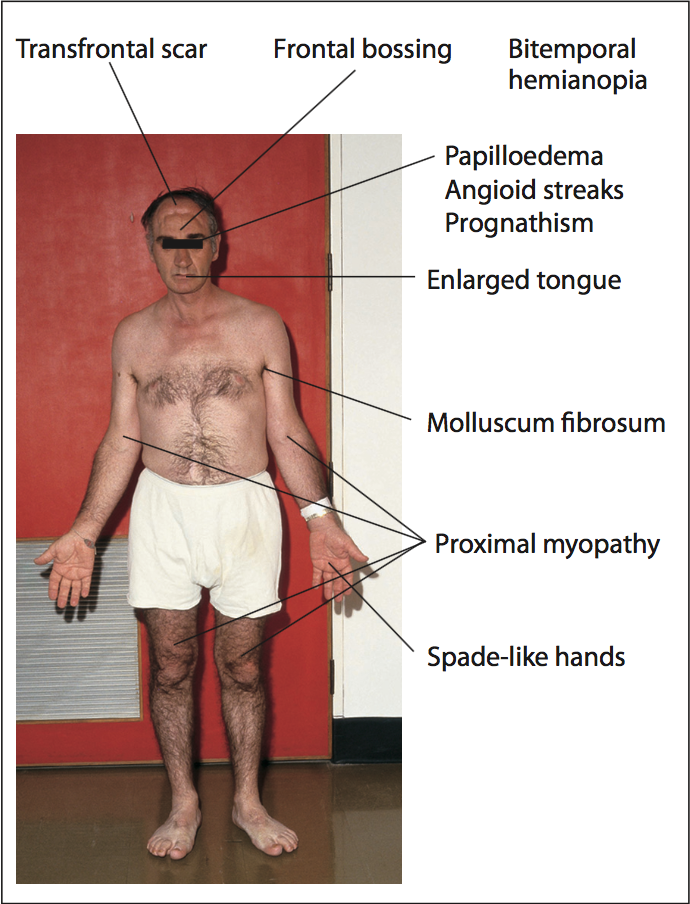 Transfrontal scar
Frontal bossing
Bitemporal
hemianopia
Papilloedema
Angioid streaks
Prognathism
Enlarged tongue
Molluscum fibrosum
Proximal myopathy
Spade-like hands